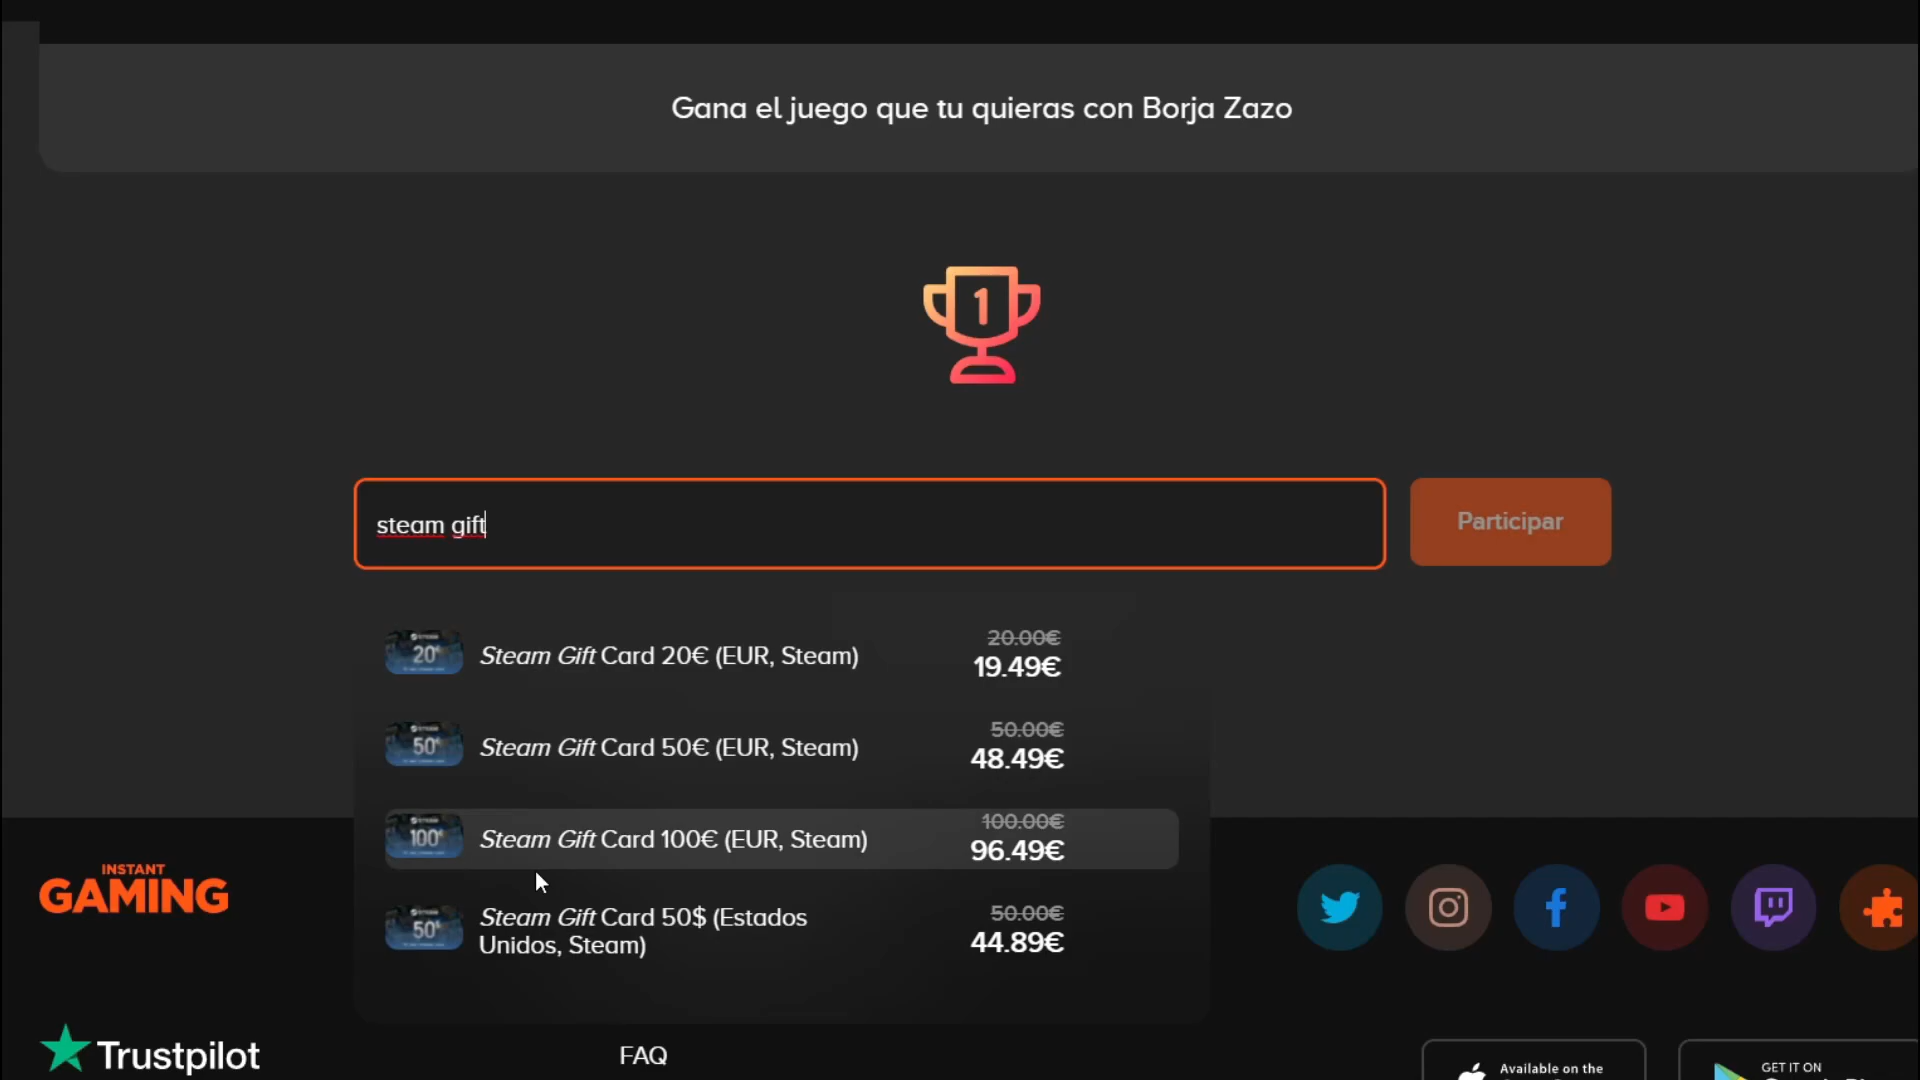 Gana el juego que tu quieras con Borja Zazo
1
steam gift
Participar
20€
Steam Gift Card 20€ (EUR, Steam)
20.00€
19.49€
50€
Steam Gift Card 50€ (EUR, Steam)
50.00€
48.49€
100€
Steam Gift Card 100€ (EUR, Steam)
100.00€
96.49€
50
Steam Gift Card 50$ (Estados
Unidos, Steam)
50.00€
44.89€
INSTANT
GAMING
Trustpilot
FAQ
Available on the
GET IT ON